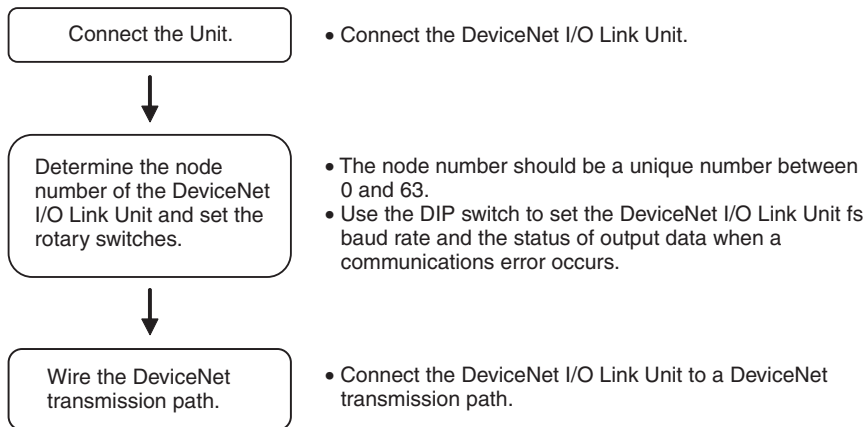 Connect the Unit.
• Connect the DeviceNet I/O Link Unit.
Determine the node
number of the DeviceNet
I/O Link Unit and set the
rotary switches.
• The node number should be a unique number between
0 and 63.
• Use the DIP switch to set the DeviceNet I/O Link Unit fs
baud rate and the status of output data when a
communications error occurs.
Wire the DeviceNet
transmission path.
• Connect the DeviceNet I/O Link Unit to a DeviceNet
transmission path.